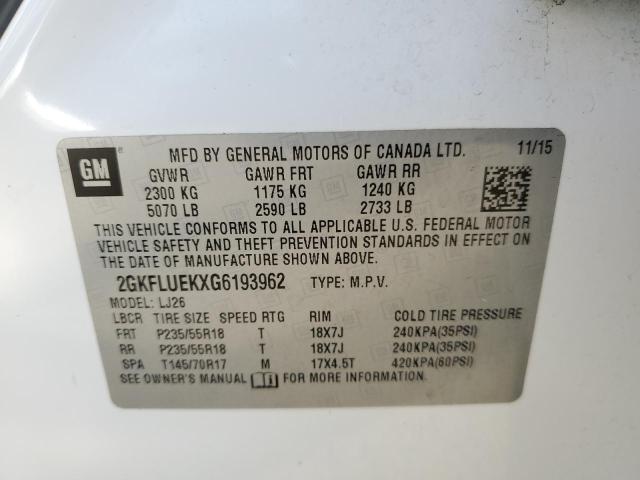 GM
MFD BY GENERAL MOTORS OF CANADA LTD. 11/15
GVWR GAWR FRT GAWR RR
2300 KG 1175 KG 1240 KG
5070 LB 2590 LB 2733 LB
THIS VEHICLE CONFORMS TO ALL APPLICABLE U.S. FEDERAL MOTOR
VEHICLE SAFETY AND THEFT PREVENTION STANDARDS IN EFFECT ON
THE DATE OF MANUFACTURE SHOWN ABOVE.
2GKFLUEKXG6193962 TYPE: M.P.V.
MODEL: LJ26
LBCR TIRE SIZE SPEED RTG RIM COLD TIRE PRESSURE
FRT P235/55R18 T 18X7J 240KPA(35PSI)
RR P235/55R18 T 18X7J 240KPA(35PSI)
SPA T145/70R17 M 17X4.5T 420KPA(60PSI)
SEE OWNER'S MANUAL FOR MORE INFORMATION